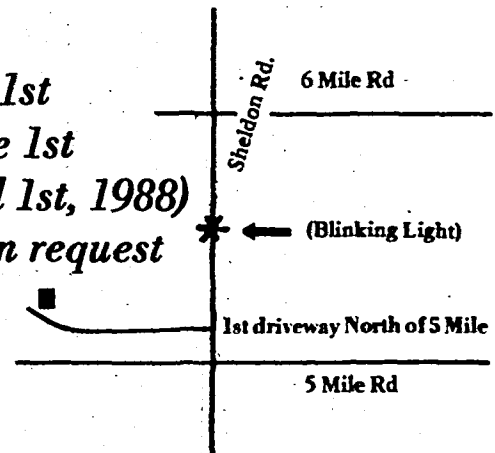 1st
1st
1st, 1988)
request
Sheldon Rd.
6 Mile Rd
(Blinking Light)
1st driveway North of 5 Mile
5 Mile Rd